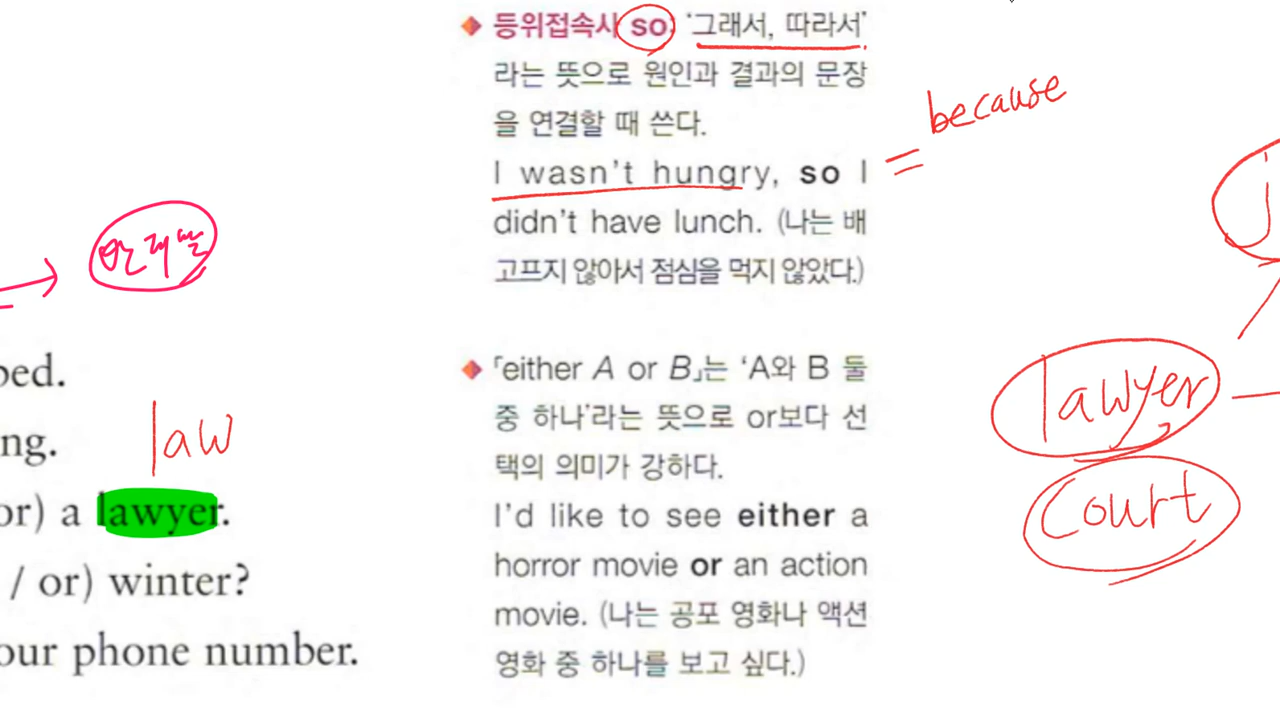 ◆ 등위접속사 so '그래서, 따라서'
라는 뜻으로 원인과 결과의 문장
을 연결할 때 쓴다.
I wasn't hungry, so I
didn't have lunch. (나는 배
고프지 않아서 점심을 먹지 않았다.)
= because
◆ 「either A or B」는 'A와 B 둘
중 하나'라는 뜻으로 or보다 선
택의 의미가 강하다.
I'd like to see either a
horror movie or an action
movie. (나는 공포 영화나 액션
영화 중 하나를 보고 싶다.)
ng.
law
or) a lawyer.
/ or) winter?
our phone number.
lawyer
court